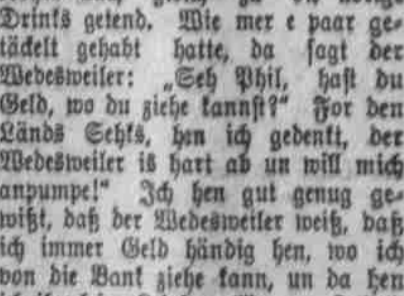 Drinks getend. Wie mer e paar ge-
täckelt gehabt hatte, da sagt der
Wedesweiler: „Seh Phil, hast du
Geld, wo du ziehe kannst?" For den
Länds Sehks, hen ich gedenkt, der
Wedesweiler is hart ab un will mich
anpumpe!" Ich hen gut genug ge-
wißt, daß der Wedesweiler weiß, daß
ich immer Geld händig hen, wo ich
von die Bank ziehe kann, un da hen